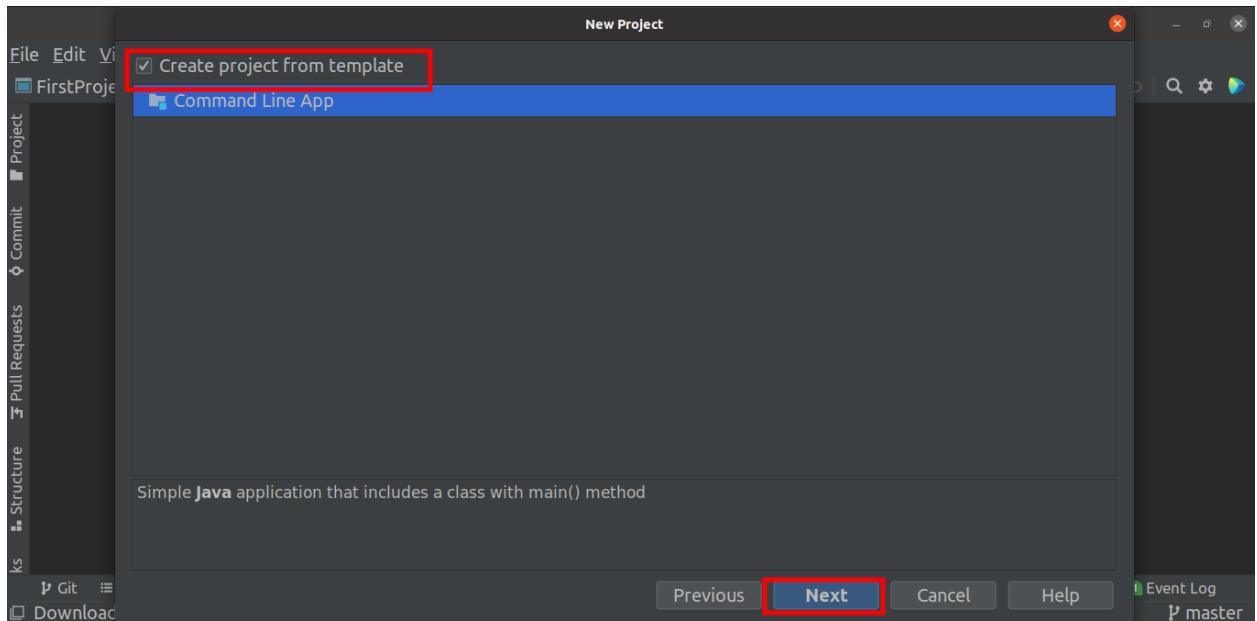 New Project
File Edit Vi
FirstProje
Create project from template
Command Line App
Project
Commit
Pull Requests
Structure
ks
Simple Java application that includes a class with main() method
Previous Next Cancel Help
Git
Event Log
Download
master